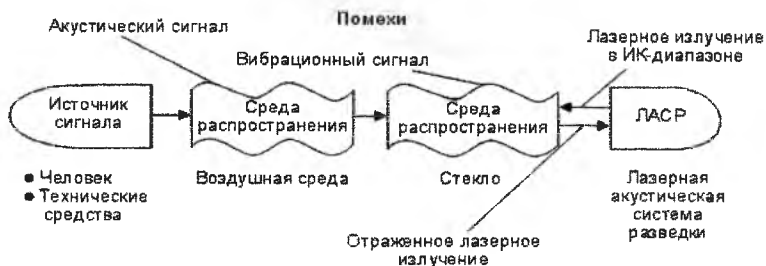 Помехи
Акустический сигнал
Вибрационный сигнал
Лазерное излучение
в ИК-диапазоне
Источник
сигнала
Среда
распространения
Среда
распространения
ЛАСР
● Человек
● Технические
средства
Воздушная среда
Стекло
Лазерная
акустическая
система
разведки
Отраженное лазерное
излучение